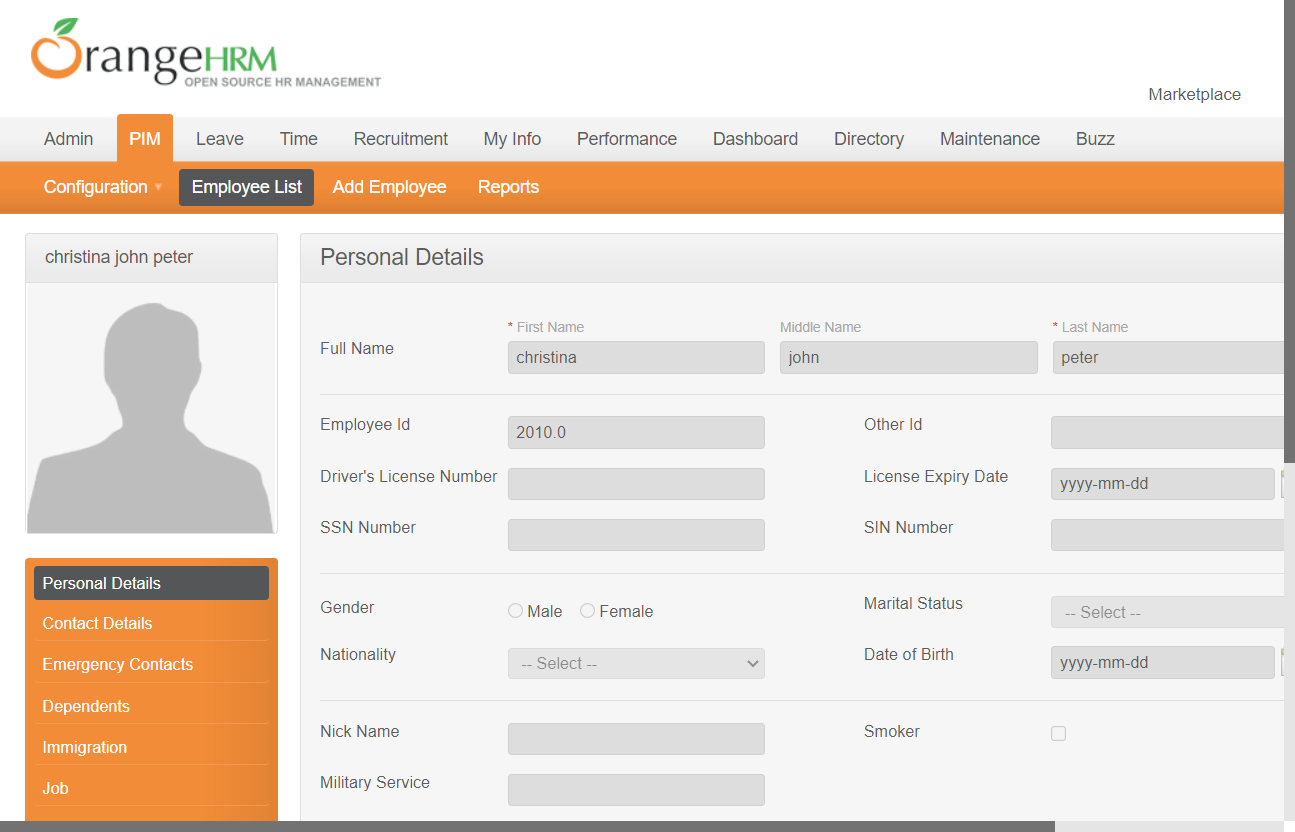 OrangeHRM
OPEN SOURCE HR MANAGEMENT
Marketplace
Admin PIM Leave Time Recruitment My Info Performance Dashboard Directory Maintenance Buzz
Configuration Employee List Add Employee Reports
christina john peter
Personal Details
* First Name Middle Name * Last Name
Full Name
christina john peter
Employee Id 2010.0 Other Id
Driver's License Number License Expiry Date yyyy-mm-dd
SSN Number SIN Number
Gender Male Female Marital Status -- Select --
Nationality -- Select -- Date of Birth yyyy-mm-dd
Nick Name Smoker
Military Service
Personal Details
Contact Details
Emergency Contacts
Dependents
Immigration
Job